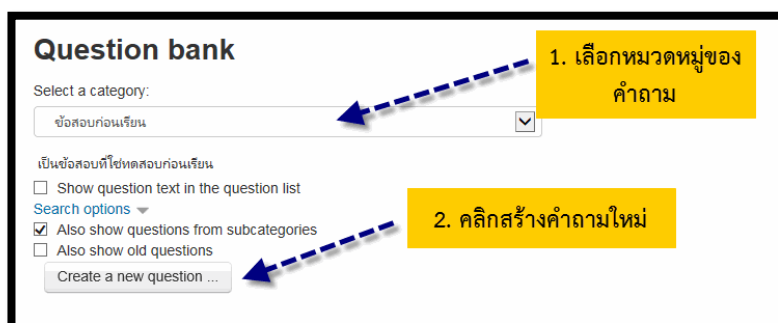 Question bank
1. เลือกหมวดหมู่ของ
คำถาม
Select a category:
ข้อสอบก่อนเรียน
เป็นข้อสอบที่ใช่ทดสอบก่อนเรียน
Show question text in the question list
Search options
Also show questions from subcategories
Also show old questions
2. คลิกสร้างคำถามใหม่
Create a new question ...